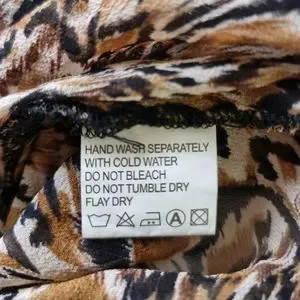 HAND WASH SEPARATELY
WITH COLD WATER
DO NOT BLEACH
DO NOT TUMBLE DRY
FLAY DRY
A